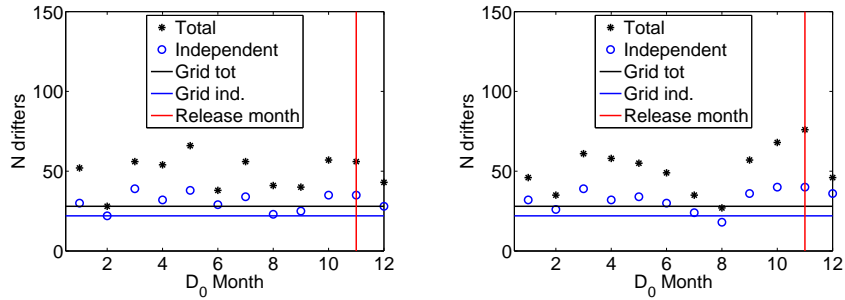 150
100
50
0
N drifters
2
4
6
8
10
12
D0 Month
Total
Independent
Grid tot
Grid ind.
Release month
150
100
50
0
N drifters
2
4
6
8
10
12
D0 Month
Total
Independent
Grid tot
Grid ind.
Release month